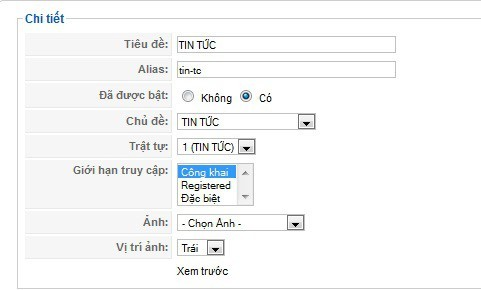 Chi tiết
Tiêu đề: TIN TỨC
Alias: tin-tc
Đã được bật: Không Có
Chủ đề: TIN TỨC
Trật tự: 1 (TIN TỨC)
Giới hạn truy cập: Công khai
Registered
Đặc biệt
Ảnh: - Chọn Ảnh -
Vị trí ảnh: Trái
Xem trước